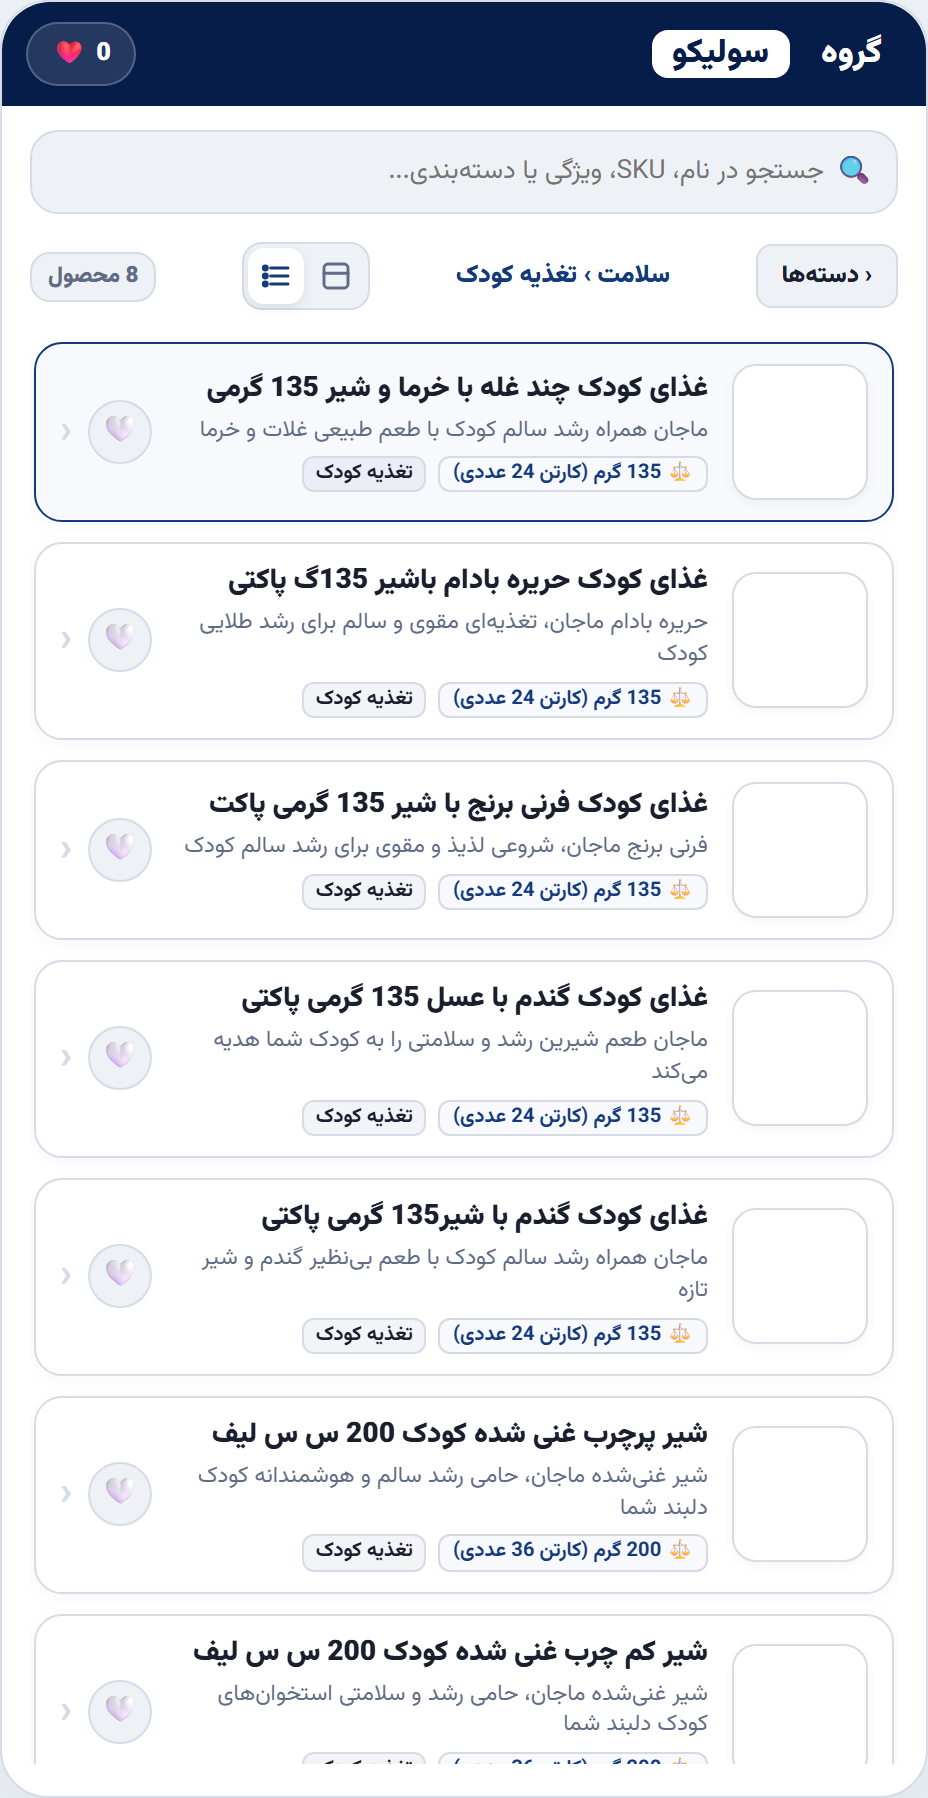 گروه سولیکو
0
جستجو در نام، SKU، ویژگی یا دسته‌بندی...
‹ دسته‌ها
سلامت › تغذیه کودک
8 محصول
غذای کودک چند غله با خرما و شیر 135 گرمی
ماجان همراه رشد سالم کودک با طعم طبیعی غلات و خرما
135 گرم (کارتن 24 عددی)
تغذیه کودک
غذای کودک حریره بادام باشیر 135گ پاکتی
حریره بادام ماجان، تغذیه‌ای مقوی و سالم برای رشد طلایی
کودک
135 گرم (کارتن 24 عددی)
تغذیه کودک
غذای کودک فرنی برنج با شیر 135 گرمی پاکت
فرنی برنج ماجان، شروعی لذیذ و مقوی برای رشد سالم کودک
135 گرم (کارتن 24 عددی)
تغذیه کودک
غذای کودک گندم با عسل 135 گرمی پاکتی
ماجان طعم شیرین رشد و سلامتی را به کودک شما هدیه
می‌کند
135 گرم (کارتن 24 عددی)
تغذیه کودک
غذای کودک گندم با شیر135 گرمی پاکتی
ماجان همراه رشد سالم کودک با طعم بی‌نظیر گندم و شیر
تازه
135 گرم (کارتن 24 عددی)
تغذیه کودک
شیر پرچرب غنی شده کودک 200 س س لیف
شیر غنی‌شده ماجان، حامی رشد سالم و هوشمندانه کودک
دلبند شما
200 گرم (کارتن 36 عددی)
تغذیه کودک
شیر کم چرب غنی شده کودک 200 س س لیف
شیر غنی‌شده ماجان، حامی رشد و سلامتی استخوان‌های
کودک دلبند شما